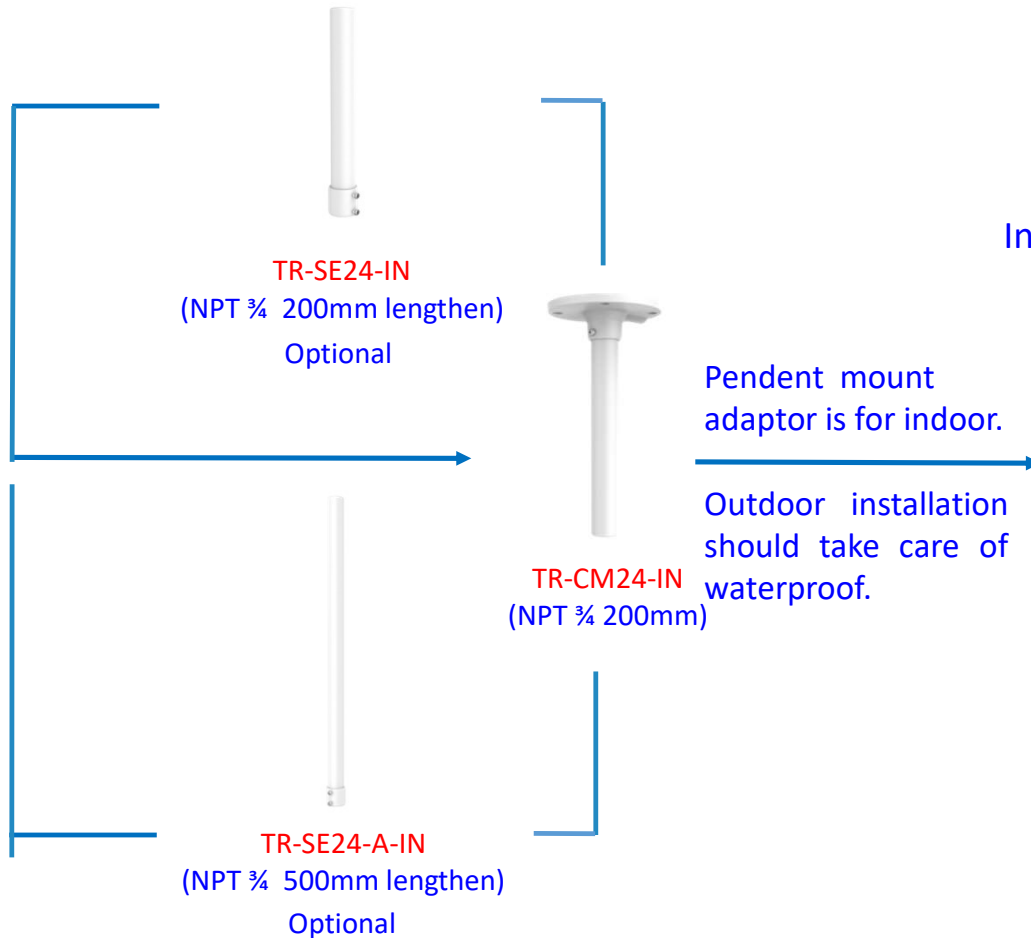 TR-SE24-IN
(NPT ¾ 200mm lengthen)
Optional
In
Pendent mount
adaptor is for indoor.
Outdoor installation
should take care of
waterproof.
TR-CM24-IN
(NPT ¾ 200mm)
TR-SE24-A-IN
(NPT ¾ 500mm lengthen)
Optional